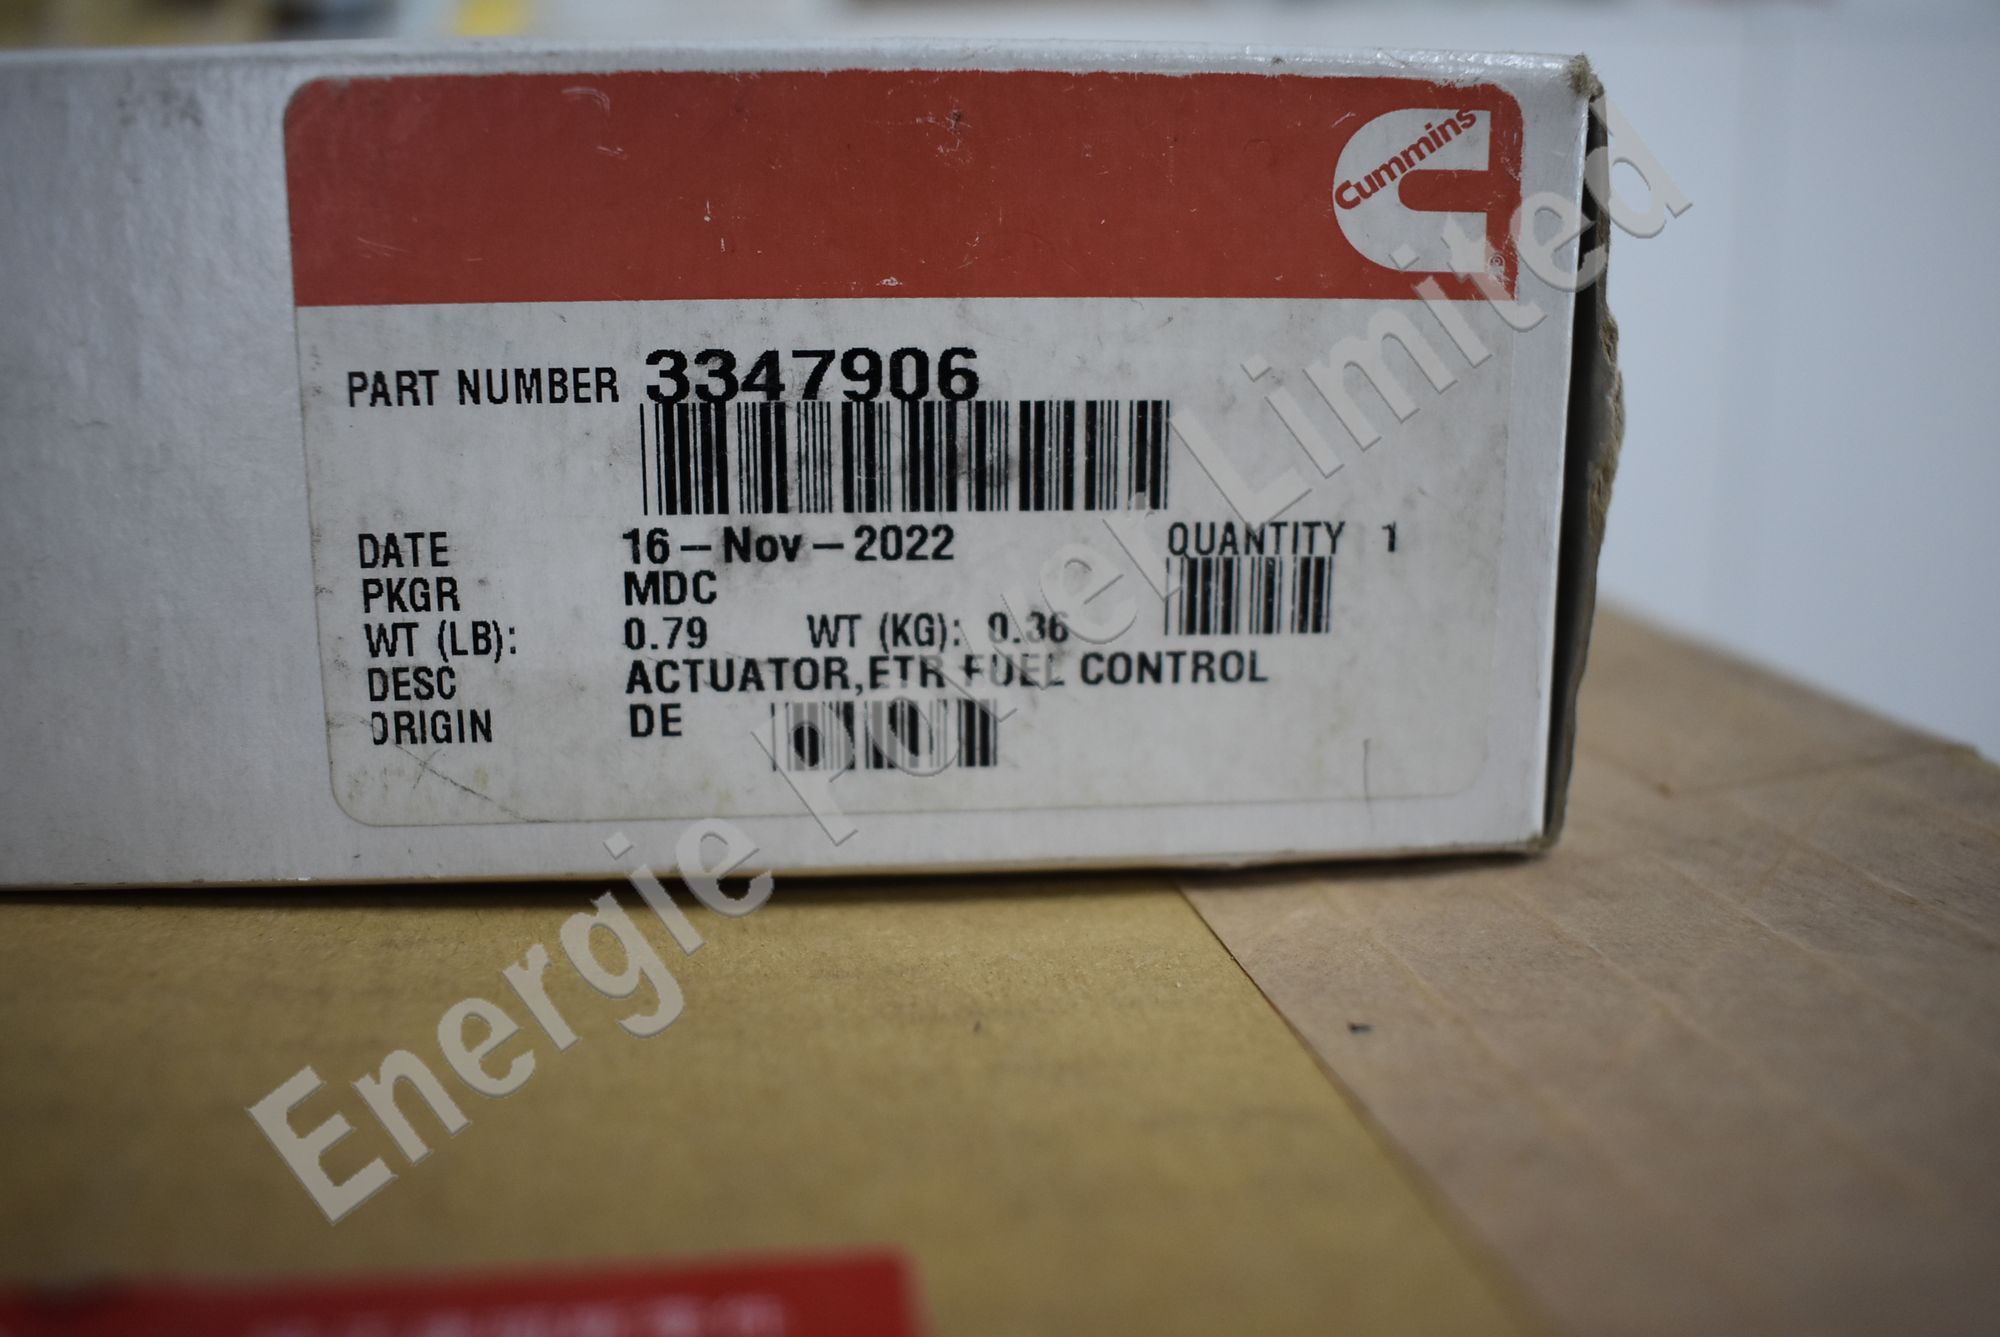 Cummins
PART NUMBER 3347906
DATE 16-Nov-2022 QUANTITY 1
PKGR MDC
WT (LB): 0.79 WT (KG): 0.36
DESC ACTUATOR,ETR FUEL CONTROL
ORIGIN DE
Energie Power Limited